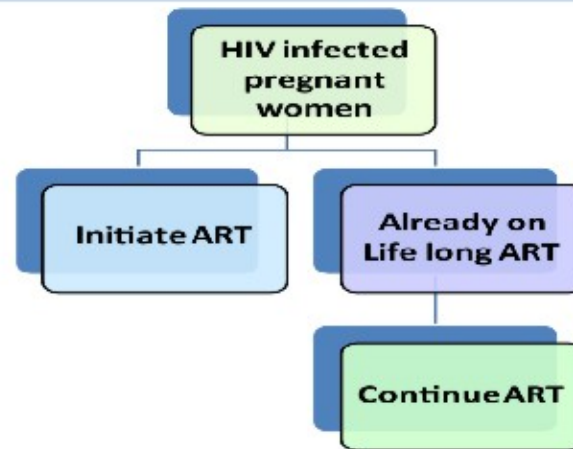 HIV infected
pregnant
women
Initiate ART
Already on
Life long ART
Continue ART